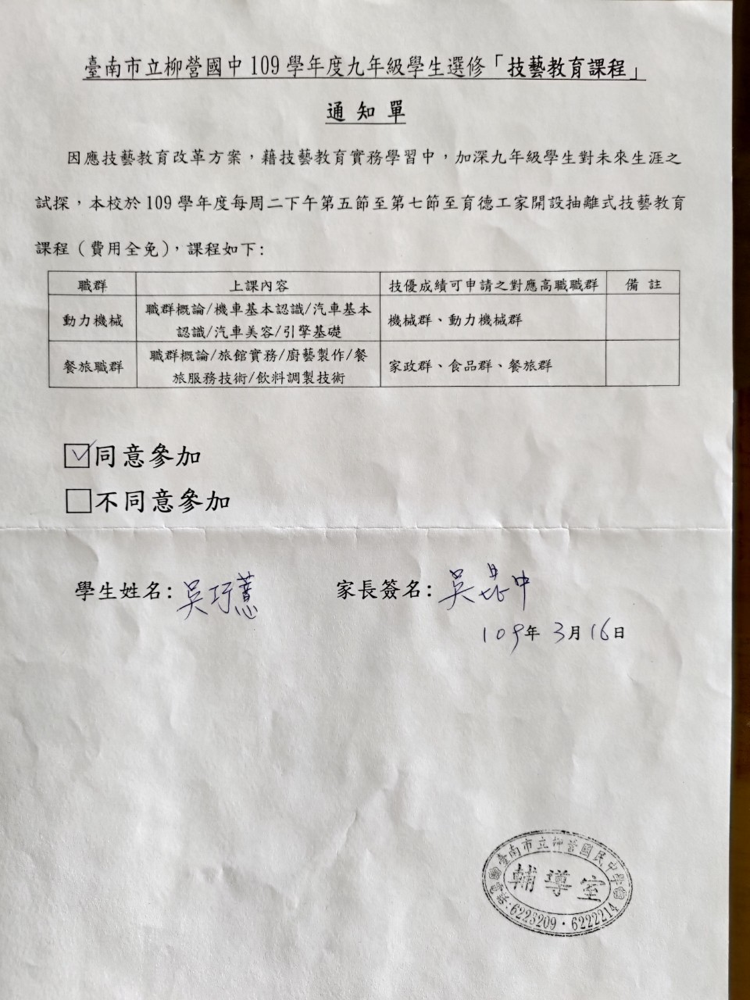 臺南市立柳營國中 109 學年度九年級學生選修「技藝教育課程」
通 知 單
因應技藝教育改革方案，藉技藝教育實務學習中，加深九年級學生對未來生涯之
試探，本校於 109 學年度每周二下午第五節至第七節至育德工家開設抽離式技藝教育
課程（費用全免），課程如下：
職群 上課內容 技優成績可申請之對應高職職群 備 註
動力機械 職群概論/機車基本認識/汽車基本 機械群、動力機械群
認識/汽車美容/引擎基礎
餐旅職群 職群概論/旅館實務/廚藝製作/餐 家政群、食品群、餐旅群
旅服務技術/飲料調製技術
同意參加
不同意參加
學生姓名：吳巧薏 家長簽名：吳 中
109年 3月16日
臺南市立柳營國民中學
輔導室
6223209．6222214